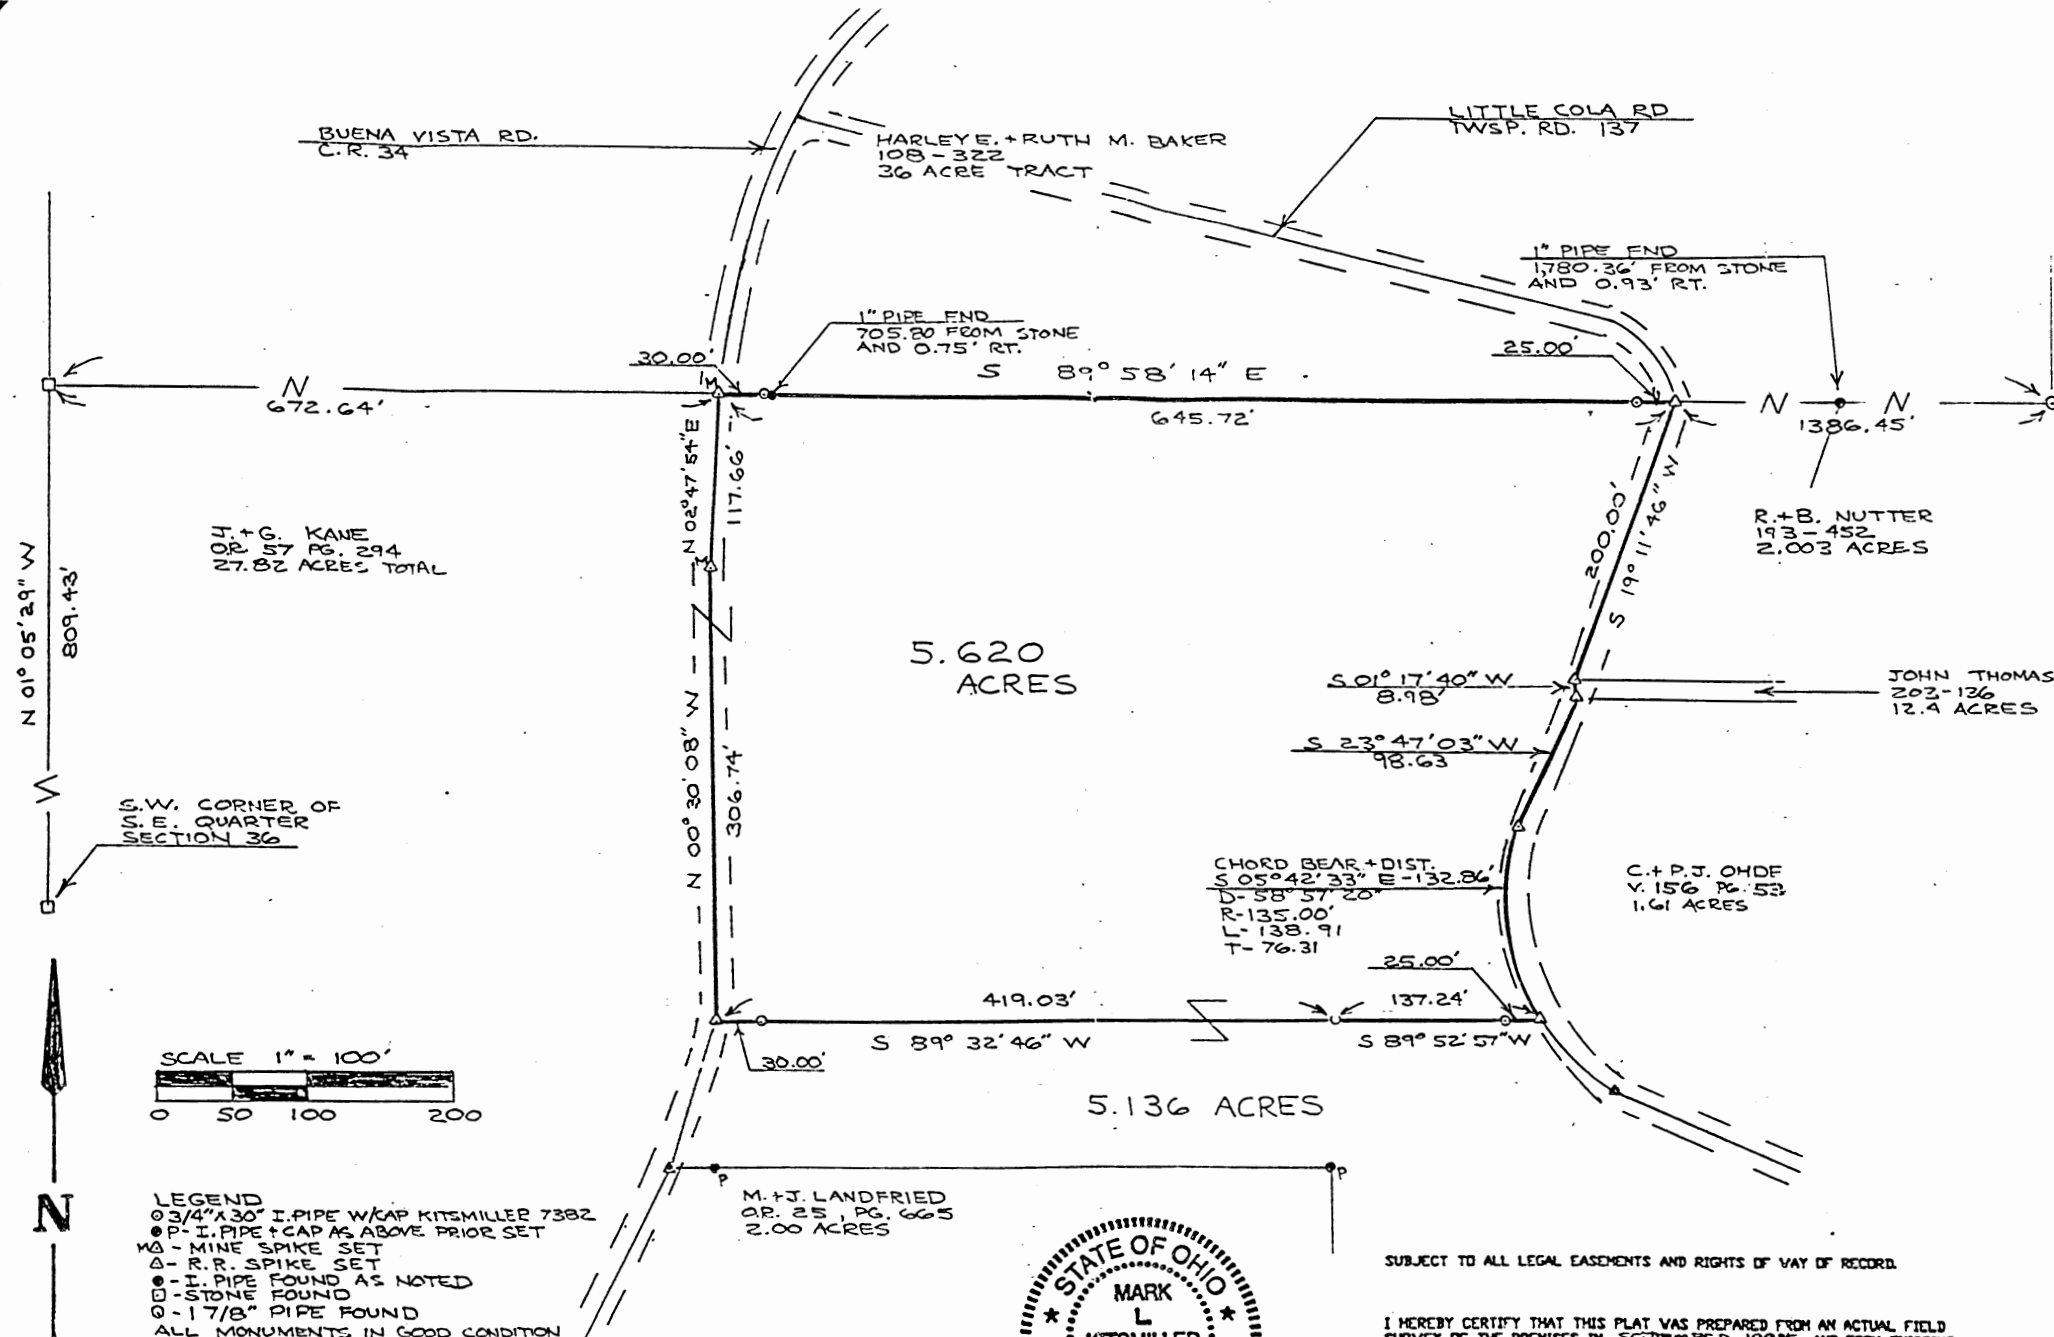 BUENA VISTA RD.
C.R. 34
HARLEY E. + RUTH M. BAKER
108-322
36 ACRE TRACT
LITTLE COLA RD
TWSP. RD. 137
1" PIPE FND
1,780.36' FROM STONE
AND 0.93' RT.
1" PIPE FND
705.80 FROM STONE
AND 0.75' RT.
30.00'
25.00'
S 89° 58' 14" E
M
N
672.64'
645.72'
N N
1386.45'
N 02° 47' 54" E
117.66'
200.00'
S 19° 11' 46" W
R.+B. NUTTER
193-452
2.003 ACRES
J.+G. KANE
O.R. 57 PG. 294
27.82 ACRES TOTAL
N 01° 05' 29" W
809.43'
M
5.620
ACRES
S 01° 17' 40" W
8.98'
JOHN THOMAS
203-136
12.4 ACRES
S 23° 47' 03" W
98.63
N 00° 30' 08" W
306.74'
S.W. CORNER OF
S.E. QUARTER
SECTION 36
CHORD BEAR.+DIST.
S 05° 42' 33" E-132.86'
D-58° 57' 20"
R-135.00'
L-138.91
T-76.31
C.+ P.J. OHDE
V. 156 PG. 53
1.61 ACRES
25.00'
419.03'
137.24'
S 89° 32' 46" W
S 89° 52' 57" W
30.00'
SCALE 1" = 100'
0 50 100 200
5.136 ACRES
P
P
M.+J. LANDFRIED
O.R. 25, PG. 665
2.00 ACRES
N
LEGEND
3/4" X 30" I.PIPE W/CAP KITSMILLER 7382
P- I.PIPE + CAP AS ABOVE PRIOR SET
M - MINE SPIKE SET
- R.R. SPIKE SET
- I. PIPE FOUND AS NOTED
-STONE FOUND
- 1 7/8" PIPE FOUND
ALL MONUMENTS IN GOOD CONDITION
STATE OF OHIO
MARK
L
KITSMILLER
SUBJECT TO ALL LEGAL EASEMENTS AND RIGHTS OF WAY OF RECORD.
I HEREBY CERTIFY THAT THIS PLAT WAS PREPARED FROM AN ACTUAL FIELD